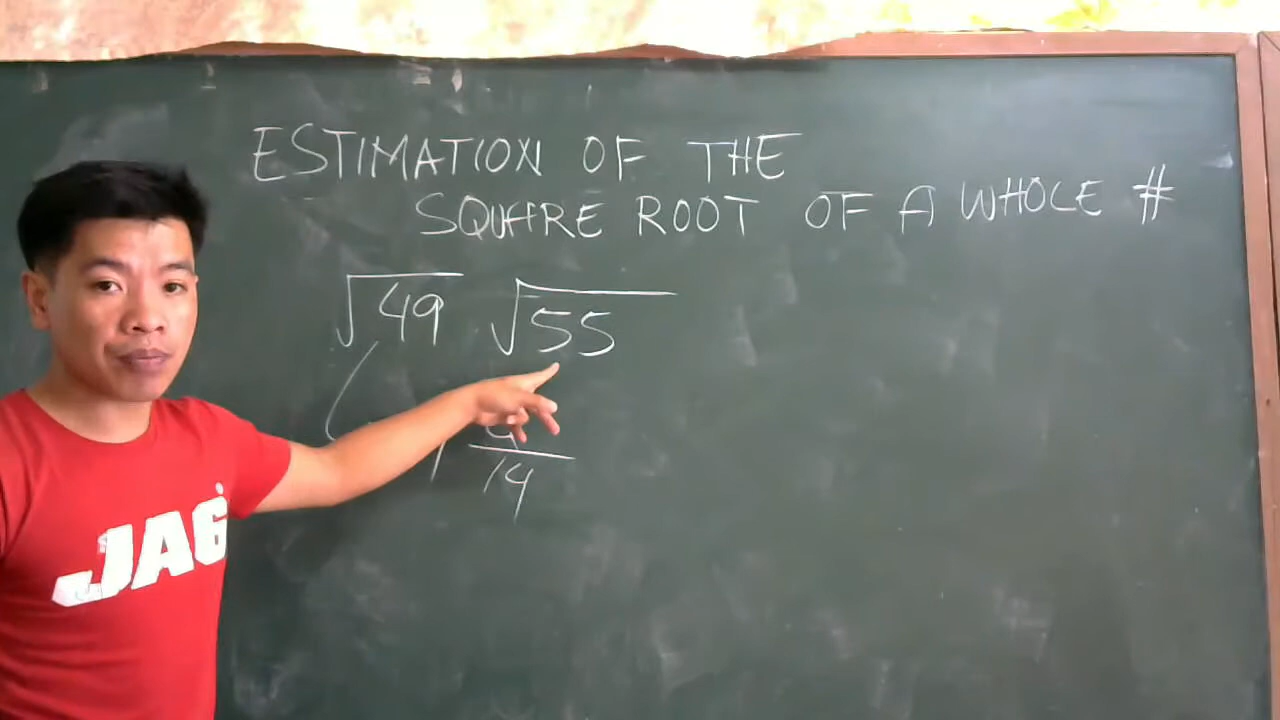 ESTIMATION OF THE
SQUARE ROOT OF A WHOLE #
√49 √55
14
JAG